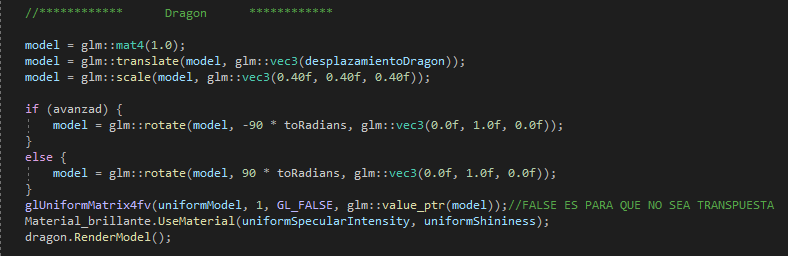 //************ Dragon ************
model = glm::mat4(1.0);
model = glm::translate(model, glm::vec3(desplazamientoDragon));
model = glm::scale(model, glm::vec3(0.40f, 0.40f, 0.40f));
if (avanzad) {
model = glm::rotate(model, -90 * toRadians, glm::vec3(0.0f, 1.0f, 0.0f));
}
else {
model = glm::rotate(model, 90 * toRadians, glm::vec3(0.0f, 1.0f, 0.0f));
}
glUniformMatrix4fv(uniformModel, 1, GL_FALSE, glm::value_ptr(model));//FALSE ES PARA QUE NO SEA TRANSPUESTA
Material_brillante.UseMaterial(uniformSpecularIntensity, uniformShininess);
dragon.RenderModel();